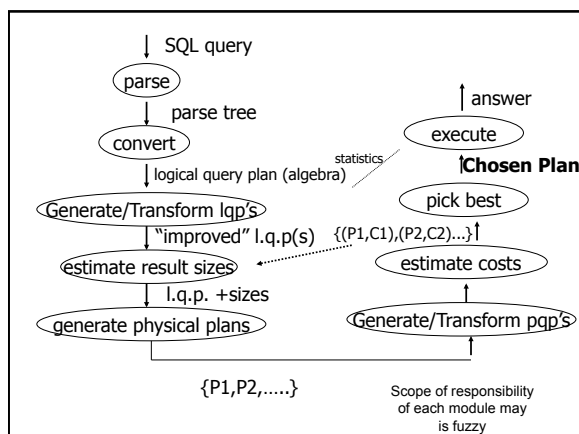 SQL query
parse
parse tree
convert
logical query plan (algebra)
Generate/Transform lqp's
“improved” l.q.p(s)
estimate result sizes
l.q.p. +sizes
generate physical plans
{P1,P2,…..}
Generate/Transform pqp's
estimate costs
{(P1,C1),(P2,C2)...}
pick best
Chosen Plan
execute
answer
statistics
Scope of responsibility
of each module may
is fuzzy